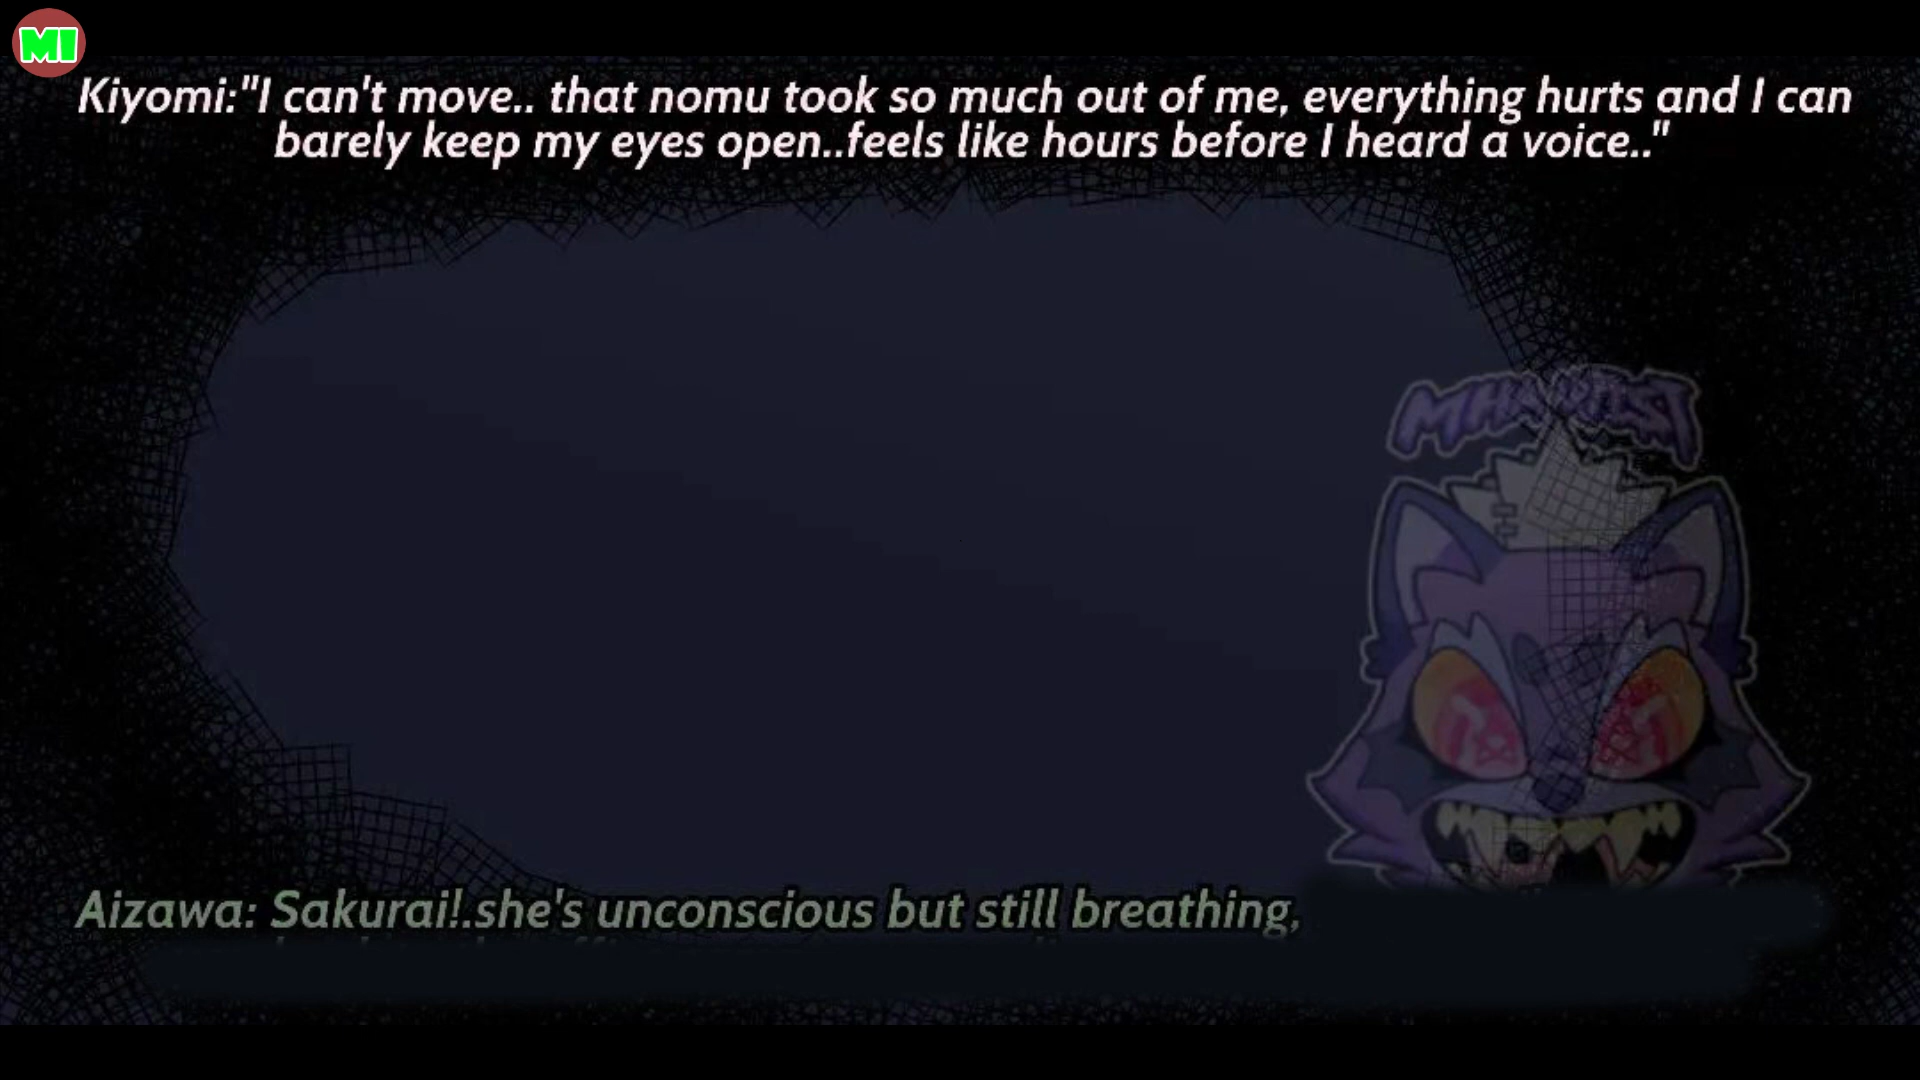 MI
Kiyomi:"I can't move.. that nomu took so much out of me, everything hurts and I can
barely keep my eyes open..feels like hours before I heard a voice.."
Aizawa: Sakurai!.she's unconscious but still breathing,